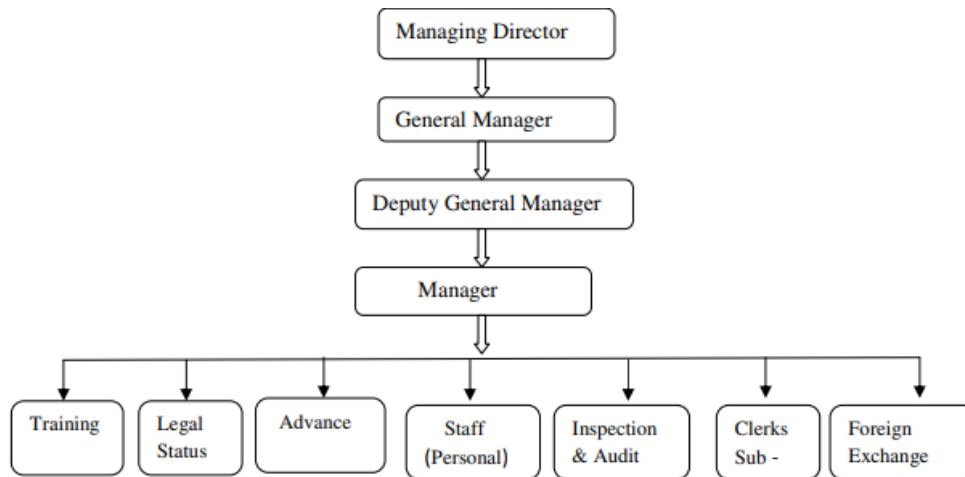 Managing Director
General Manager
Deputy General Manager
Manager
Training
Legal
Status
Advance
Staff
(Personal)
Inspection
& Audit
Clerks
Sub -
Foreign
Exchange